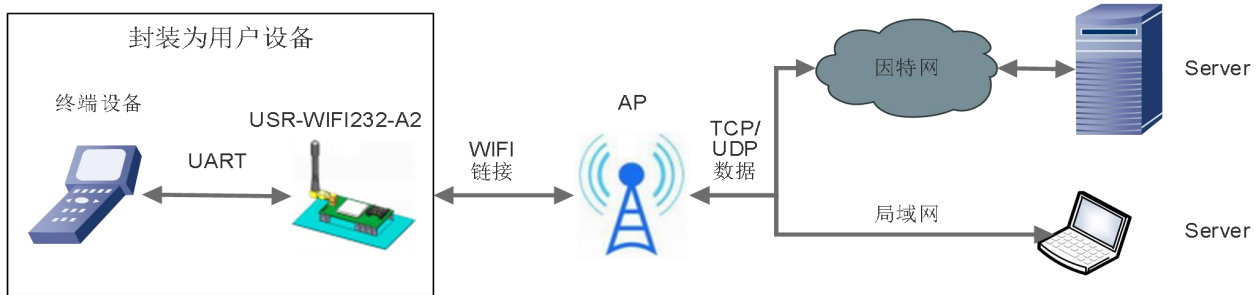 封装为用户设备
终端设备
USR-WIFI232-A2
UART
WIFI
链接
AP
TCP/
UDP
数据
因特网
Server
局域网
Server